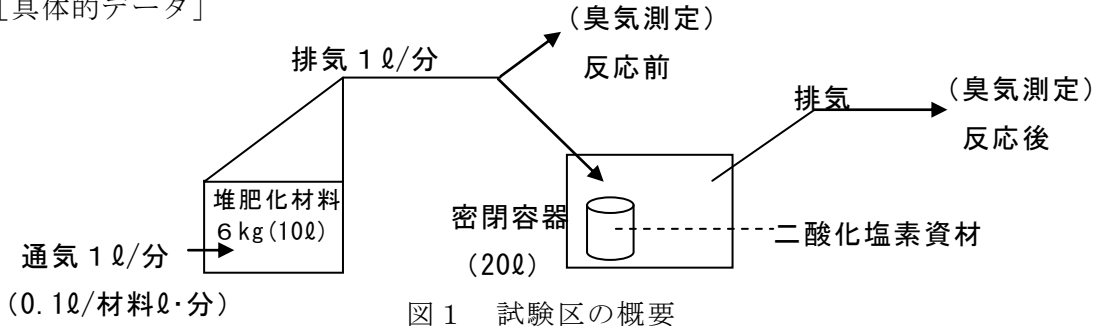 ［具体的データ］
（臭気測定）
反応前
排気１ℓ/分
排気
（臭気測定）
反応後
堆肥化材料
６kg(10ℓ)
通気１ℓ/分
(0.1ℓ/材料ℓ･分)
密閉容器
(20ℓ)
二酸化塩素資材
図１　試験区の概要